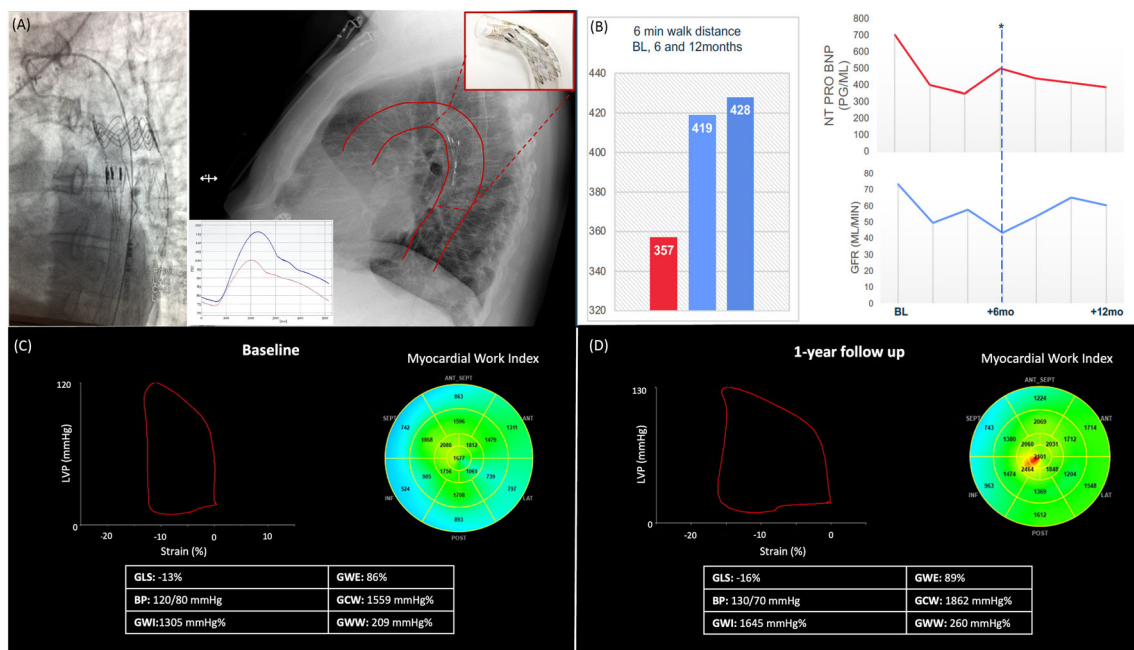 (A)
(B)
6 min walk distance
BL, 6 and 12months
440
420
400
380
360
340
320
357
419
428
*
NT PRO BNP
(PG/ML)
800
700
600
500
400
300
200
100
0
GFR (ML/MIN)
80
70
60
50
40
30
20
10
0
BL
+6mo
+12mo
(C)
Baseline
Myocardial Work Index
120
LVP (mmHg)
0
-20
-10
0
10
Strain (%)
ANT_SEPT
SEPT
ANT
INF
LAT
POST
863
742
1311
1596
1868
1479
2080
1812
1677
1756
1069
905
739
524
797
1708
893
GLS: -13%
GWE: 86%
BP: 120/80 mmHg
GCW: 1559 mmHg%
GWI:1305 mmHg%
GWW: 209 mmHg%
(D)
1-year follow up
Myocardial Work Index
130
LVP (mmHg)
0
-20
-10
0
Strain (%)
ANT_SEPT
SEPT
ANT
INF
LAT
POST
1224
743
1714
2069
1380
1712
2060
2031
2464
1848
1474
1204
963
1548
1369
1612
GLS: -16%
GWE: 89%
BP: 130/70 mmHg
GCW: 1862 mmHg%
GWI: 1645 mmHg%
GWW: 260 mmHg%